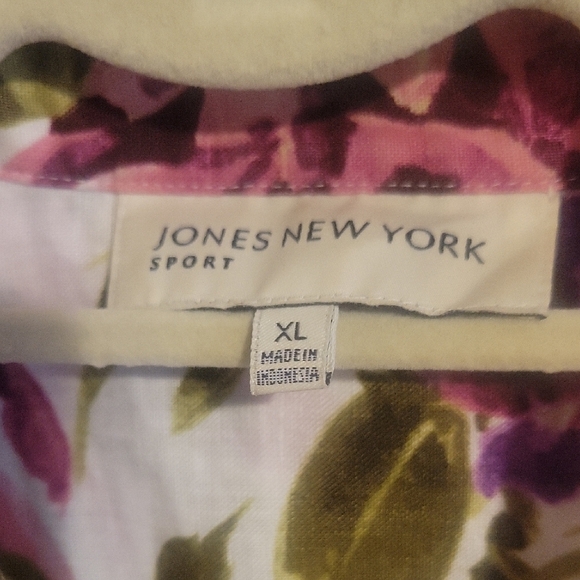 JONES NEW YORK
SPORT
XL
MADE IN
INDONESIA